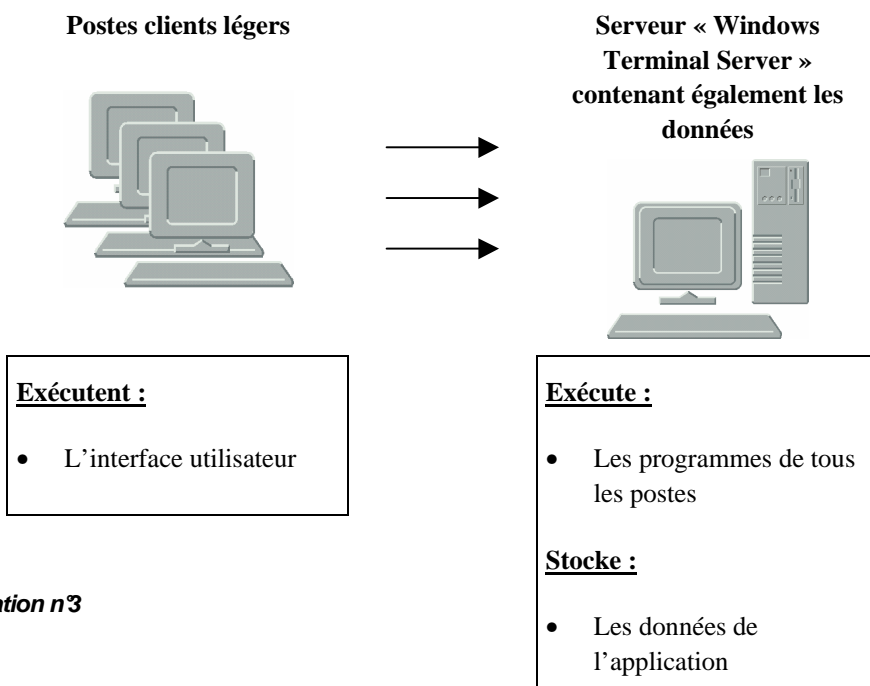 Postes clients légers
Serveur « Windows
Terminal Server »
contenant également les
données
Exécutent :
• L’interface utilisateur
Exécute :
• Les programmes de tous
les postes
Stocke :
• Les données de
l’application
n°3